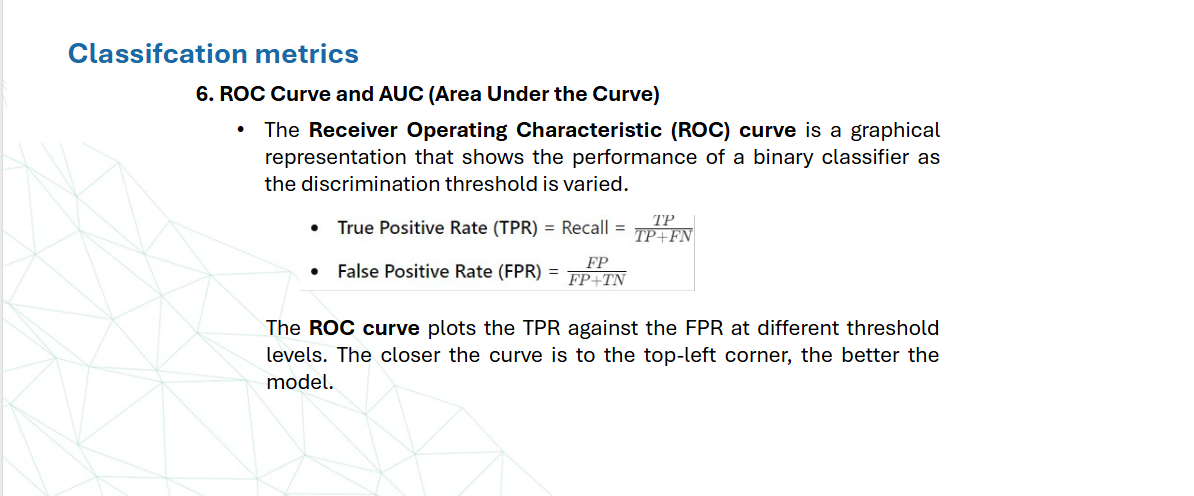 Classifcation metrics
6. ROC Curve and AUC (Area Under the Curve)
• The Receiver Operating Characteristic (ROC) curve is a graphical
representation that shows the performance of a binary classifier as
the discrimination threshold is varied.
• True Positive Rate (TPR) = Recall = TP / TP+FN
• False Positive Rate (FPR) = FP / FP+TN
The ROC curve plots the TPR against the FPR at different threshold
levels. The closer the curve is to the top-left corner, the better the
model.